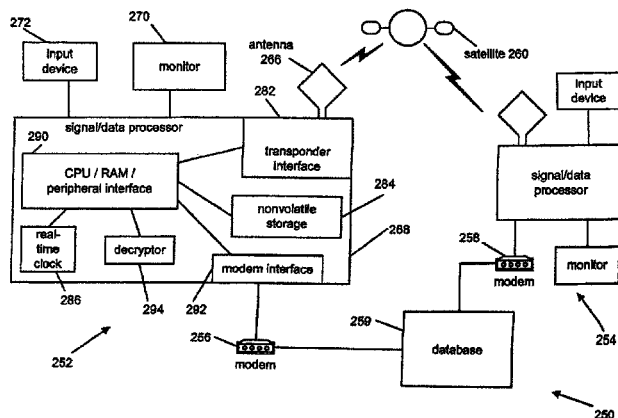 272
input
device
270
monitor
antenna
266
satellite 260
282
signal/data processor
290
CPU / RAM /
peripheral interface
transponder
interface
284
nonvolatile
storage
268
real-
time
clock
286
decryptor
294
292
modem interface
252
256
modem
259
database
258
modem
input
device
signal/data
processor
monitor
254
250